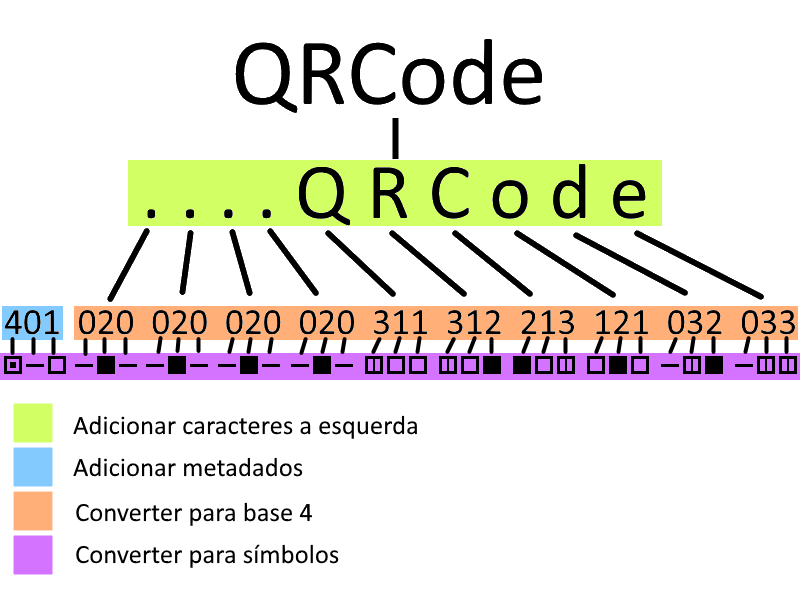 QRCode
....QRCode
401 020 020 020 020 311 312 213 121 032 033
Adicionar caracteres a esquerda
Adicionar metadados
Converter para base 4
Converter para símbolos